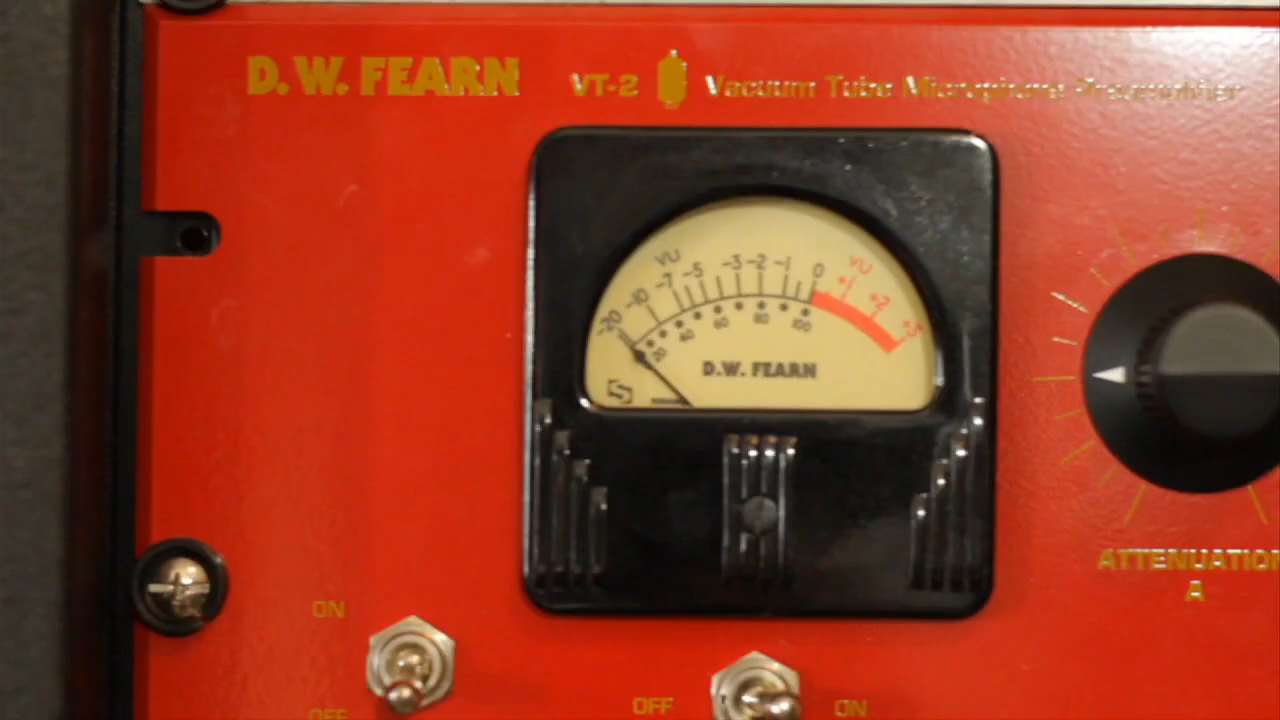 D.W. FEARN VT-2 Vacuum Tube Microphone Preamplifier
VU VU
-20 -10 -7 -5 -3 -2 -1 0 +1 +2 +3
20 40 60 80 100
D.W. FEARN
ATTENUATION
A
ON
OFF
OFF ON